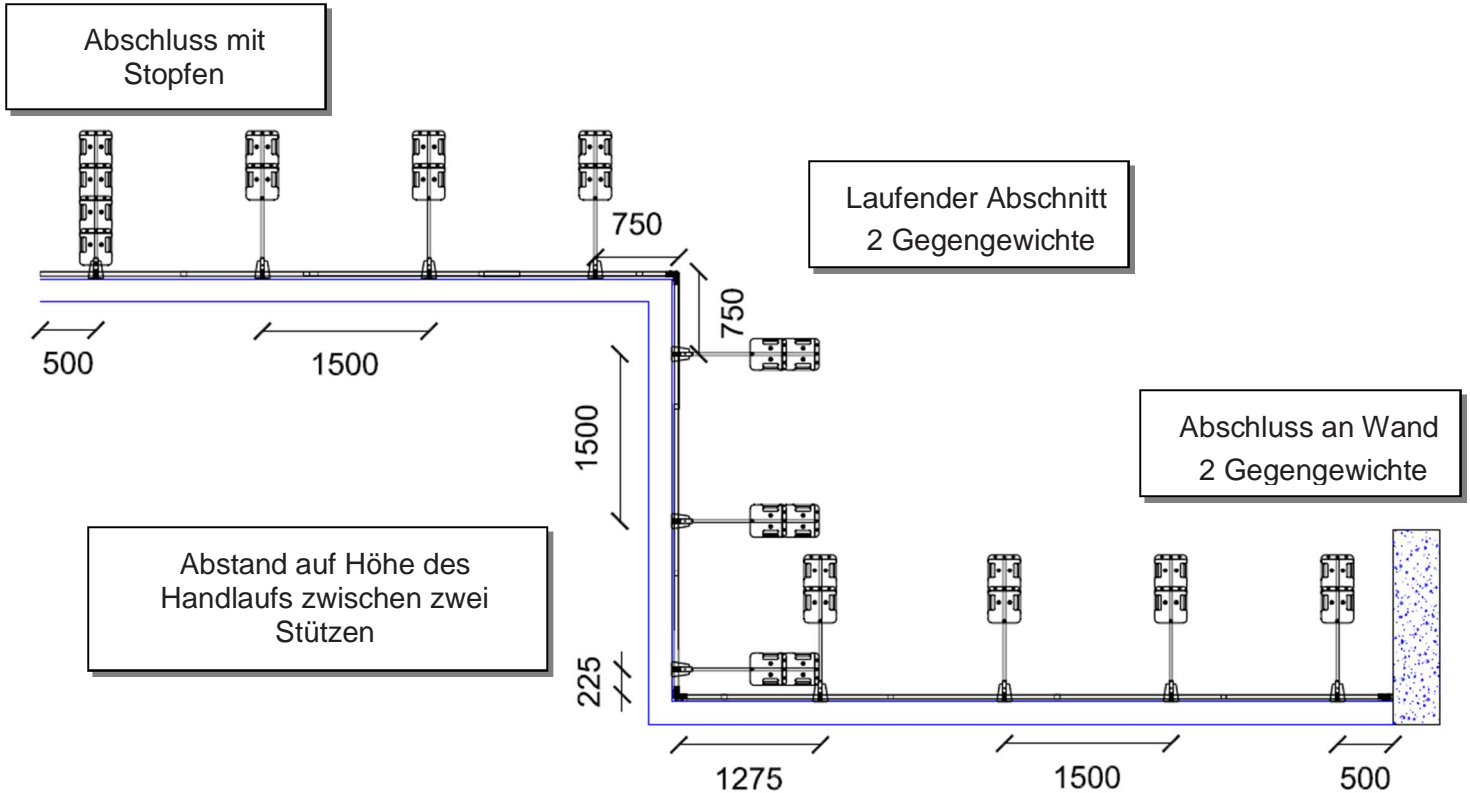 Abschluss mit
Stopfen
Laufender Abschnitt
2 Gegengewichte
750
750
500
1500
1500
Abschluss an Wand
2 Gegengewichte
Abstand auf Höhe des
Handlaufs zwischen zwei
Stützen
225
1275
1500
500